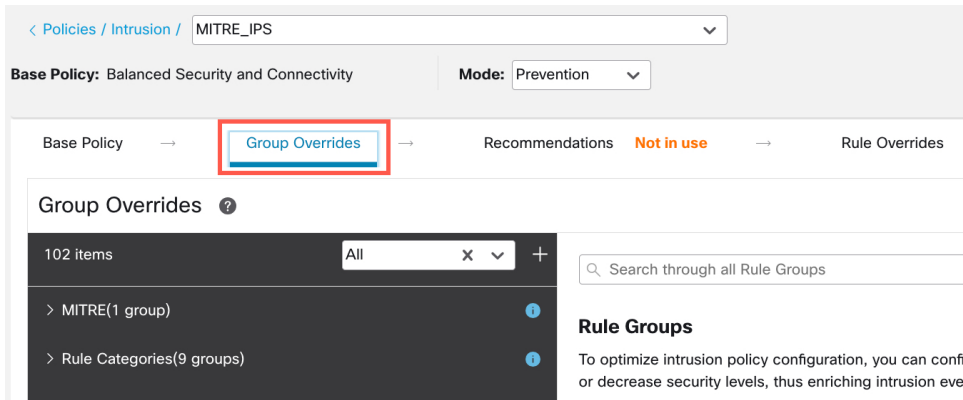 < Policies / Intrusion / MITRE_IPS
Base Policy: Balanced Security and Connectivity Mode: Prevention
Base Policy → Group Overrides → Recommendations Not in use → Rule Overrides
Group Overrides ?
102 items All X +
Search through all Rule Groups
> MITRE(1 group) i
Rule Groups
> Rule Categories(9 groups) i
To optimize intrusion policy configuration, you can confi
or decrease security levels, thus enriching intrusion eve